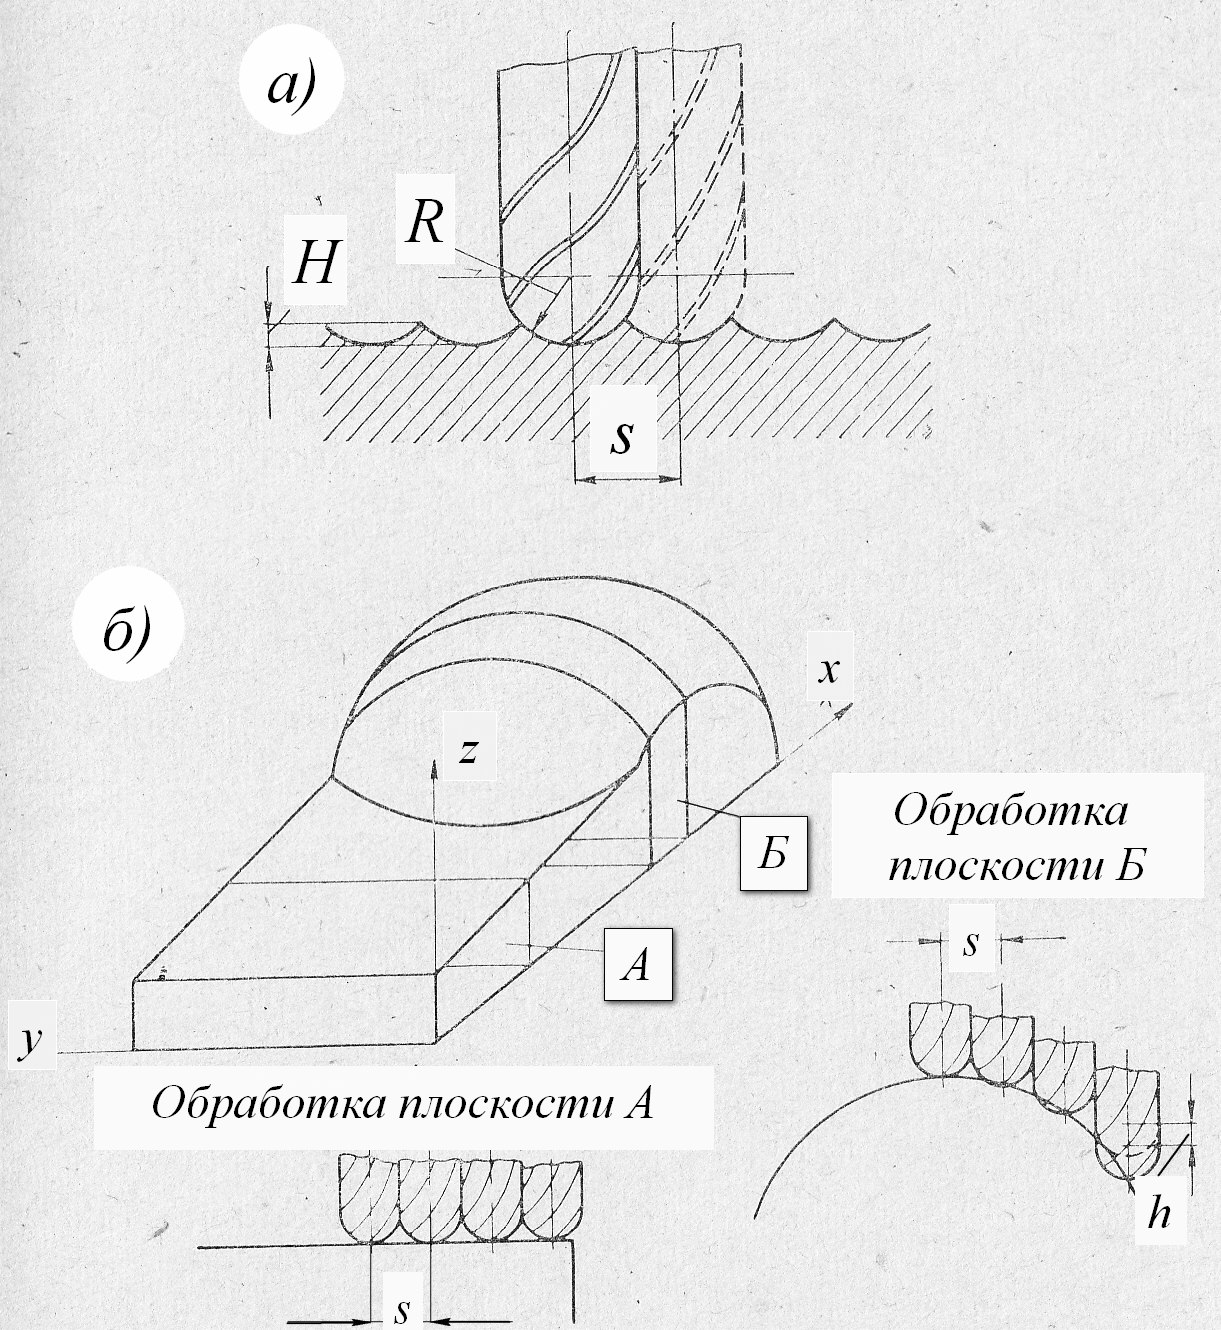 а)
R
H
s
б)
x
z
Обработка
плоскости Б
Б
А
s
y
Обработка плоскости А
h
s